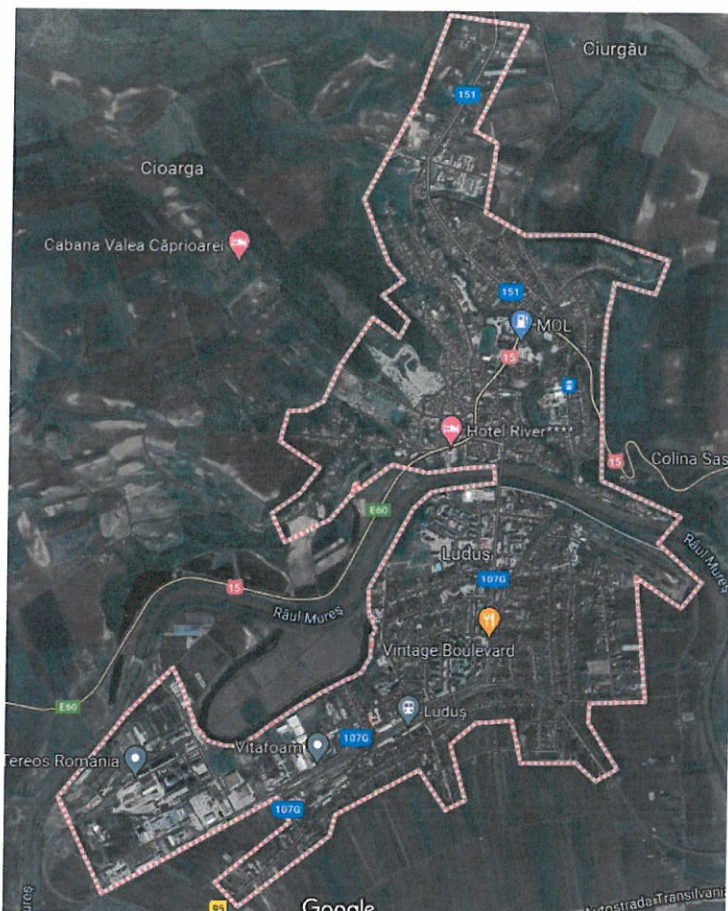 Ciurgău
151
Cioarga
Cabana Valea Căprioarei
151
MOL
15
Hotel River****
15
Colina Sas
E60
Luduș
Râul Mureș
107G
15
Râul Mureș
Vintage Boulevard
E60
Luduș
107G
Vitafoam
Tereos România
107G
95
Google
Autostrada Transilvania